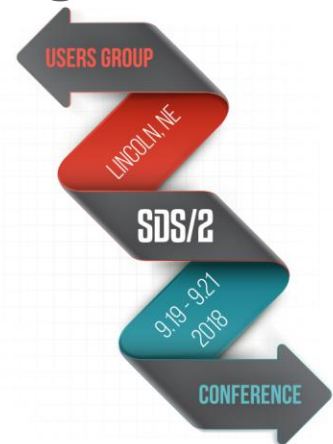 USERS GROUP
LINCOLN, NE
SDS/2
9.19 - 9.21
2018
CONFERENCE